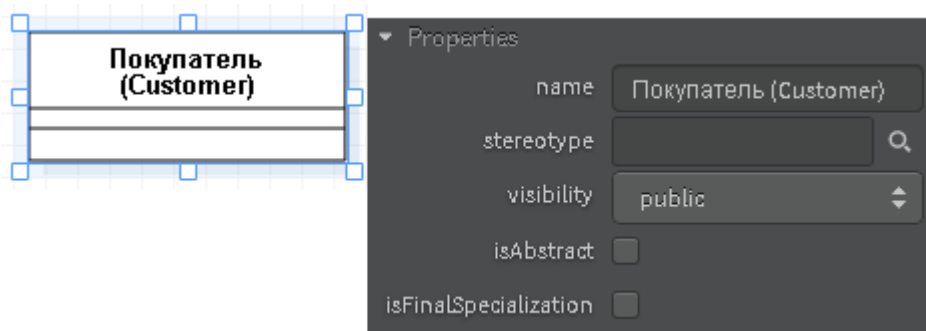 Покупатель
(Customer)
Properties
name Покупатель (Customer)
stereotype
visibility public
isAbstract
isFinalSpecialization